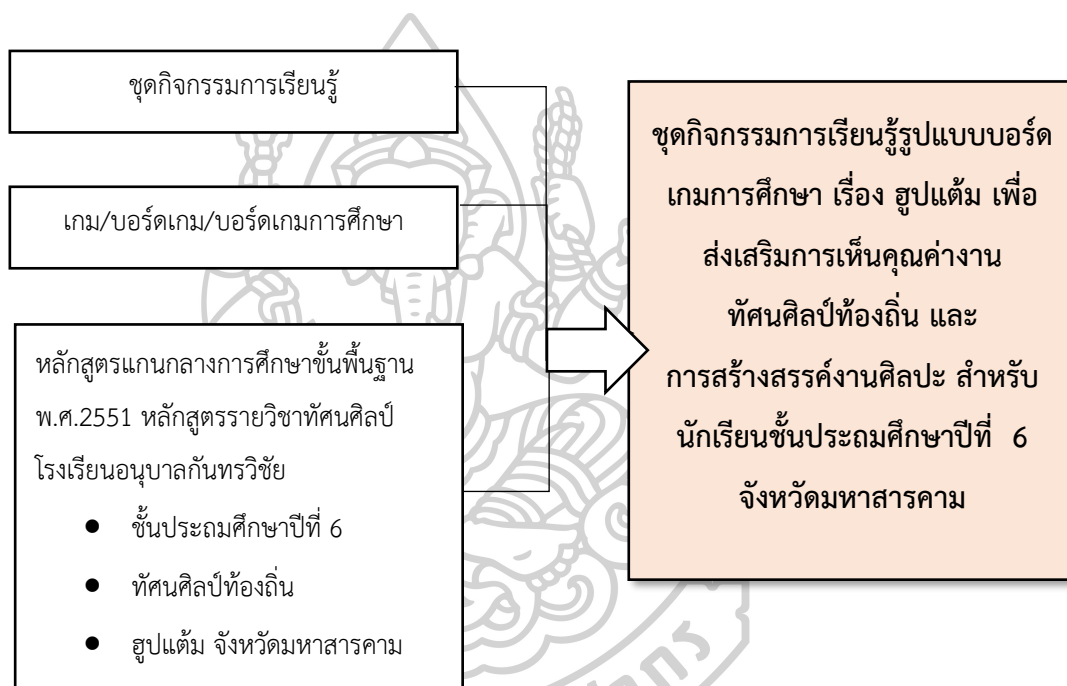 ชุดกิจกรรมการเรียนรู้
เกม/บอร์ดเกม/บอร์ดเกมการศึกษา
หลักสูตรแกนกลางการศึกษาขั้นพื้นฐาน
พ.ศ.2551 หลักสูตรรายวิชาทัศนศิลป์
โรงเรียนอนุบาลกันทรวิชัย
● ชั้นประถมศึกษาปีที่ 6
● ทัศนศิลป์ท้องถิ่น
● ฮูปแต้ม จังหวัดมหาสารคาม
ชุดกิจกรรมการเรียนรู้รูปแบบบอร์ด
เกมการศึกษา เรื่อง ฮูปแต้ม เพื่อ
ส่งเสริมการเห็นคุณค่างาน
ทัศนศิลป์ท้องถิ่น และ
การสร้างสรรค์งานศิลปะ สำหรับ
นักเรียนชั้นประถมศึกษาปีที่ 6
จังหวัดมหาสารคาม